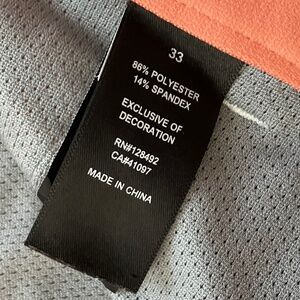 33
86% POLYESTER
14% SPANDEX
EXCLUSIVE OF
DECORATION
RN#128492
CA#41097
MADE IN CHINA